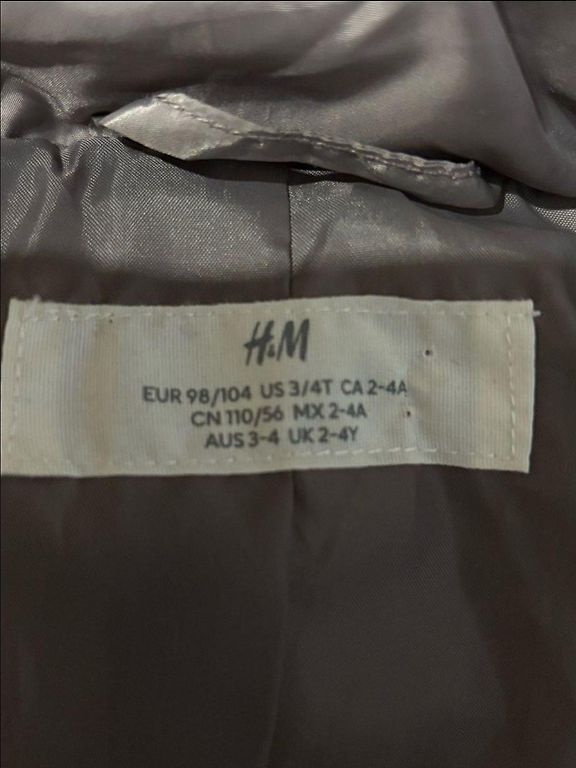 H&M
EUR 98/104 US 3/4T CA 2-4A
CN 110/56 MX 2-4A
AUS 3-4 UK 2-4Y